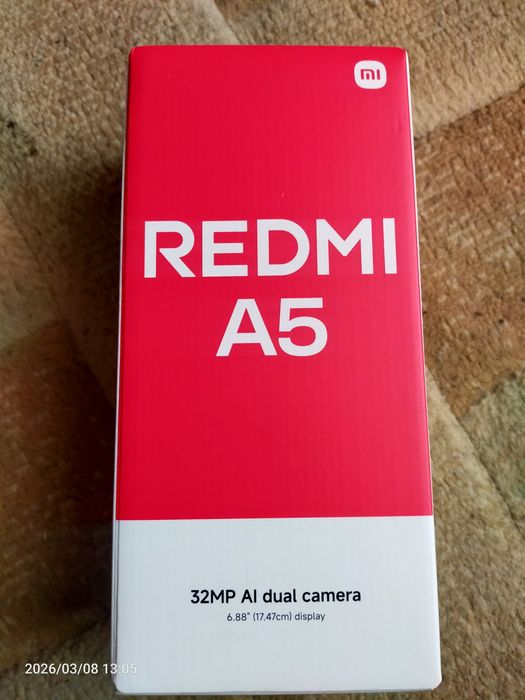 mi
REDMI
A5
32MP AI dual camera
6.88" (17.47cm) display
2026/03/08 13:05